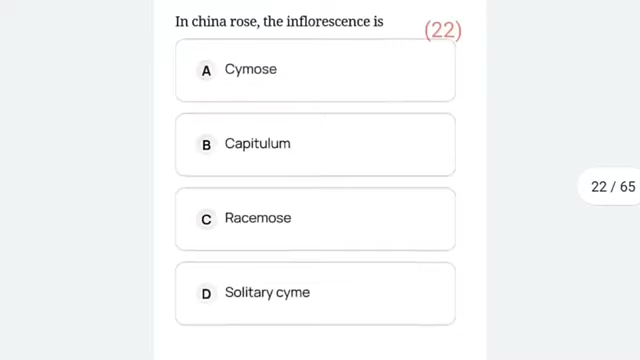 In china rose, the inflorescence is
(22)
A Cymose
B Capitulum
22 / 65
C Racemose
D Solitary cyme